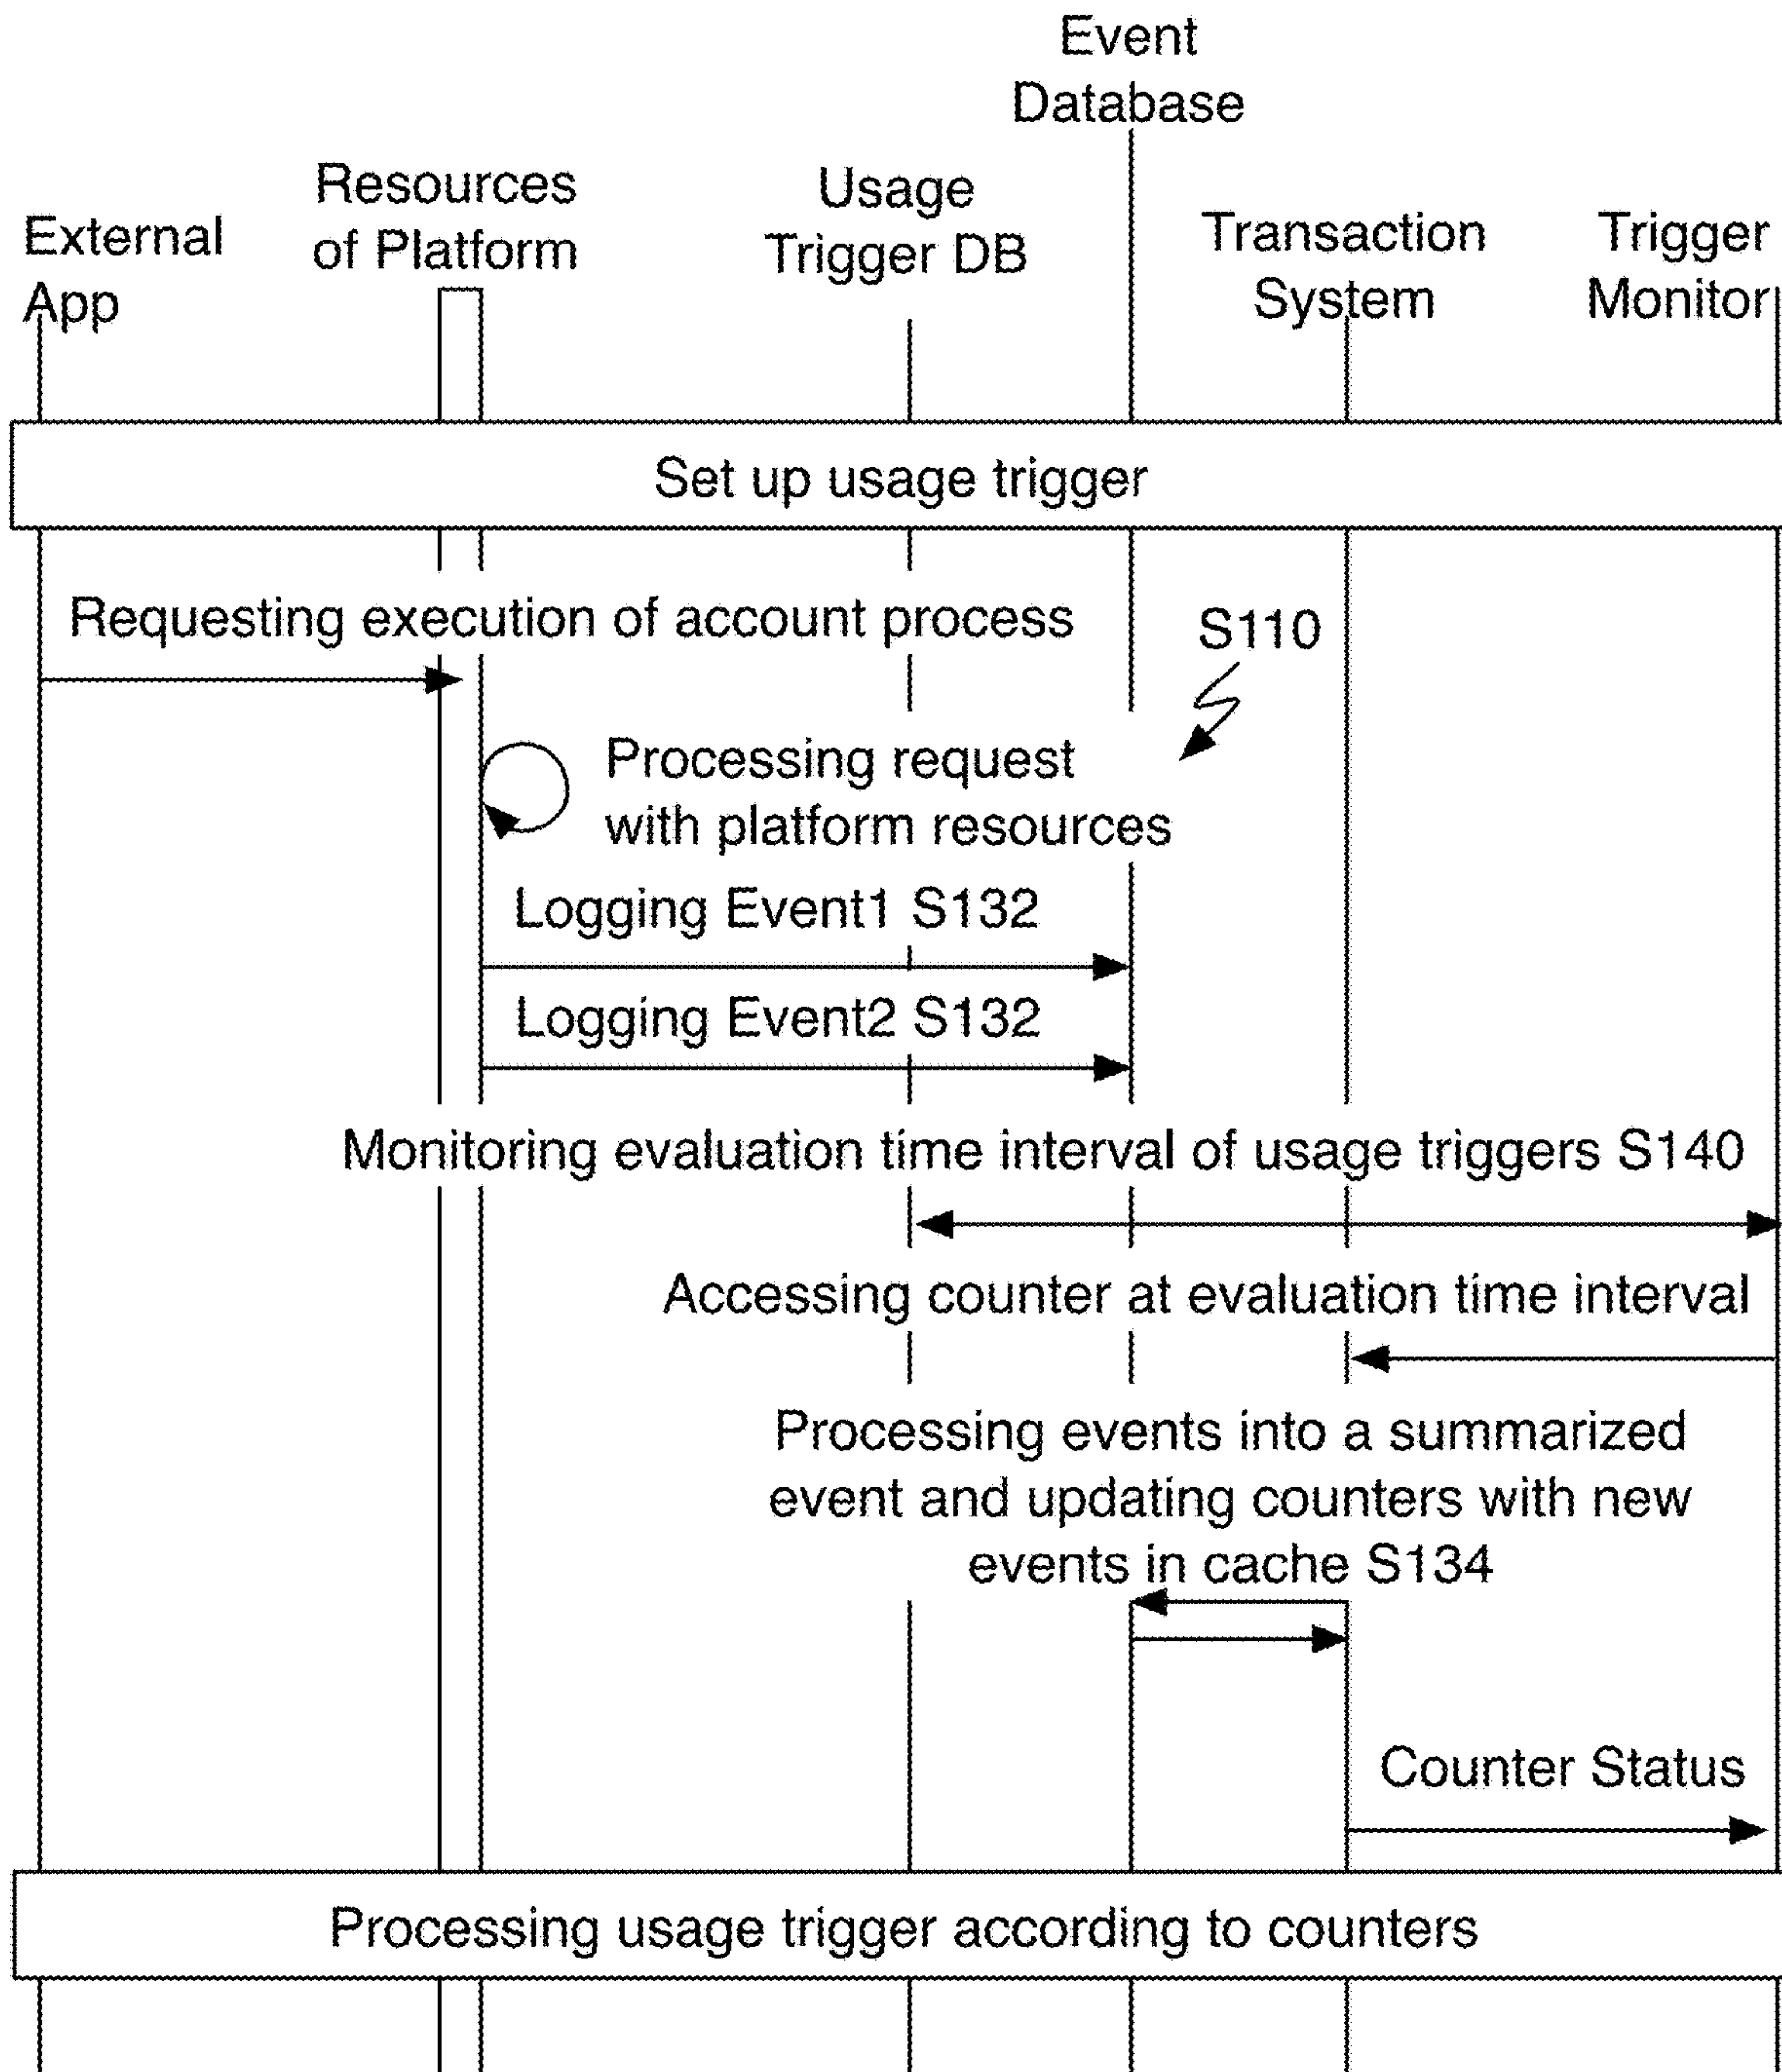 Event
Database
Resources
of Platform
Usage
Trigger DB
External
App
Transaction
System
Trigger
Monitor
Set up usage trigger
Requesting execution of account process
S110
Processing request
with platform resources
Logging Event1 S132
Logging Event2 S132
Monitoring evaluation time interval of usage triggers S140
Accessing counter at evaluation time interval
Processing events into a summarized
event and updating counters with new
events in cache S134
Counter Status
Processing usage trigger according to counters